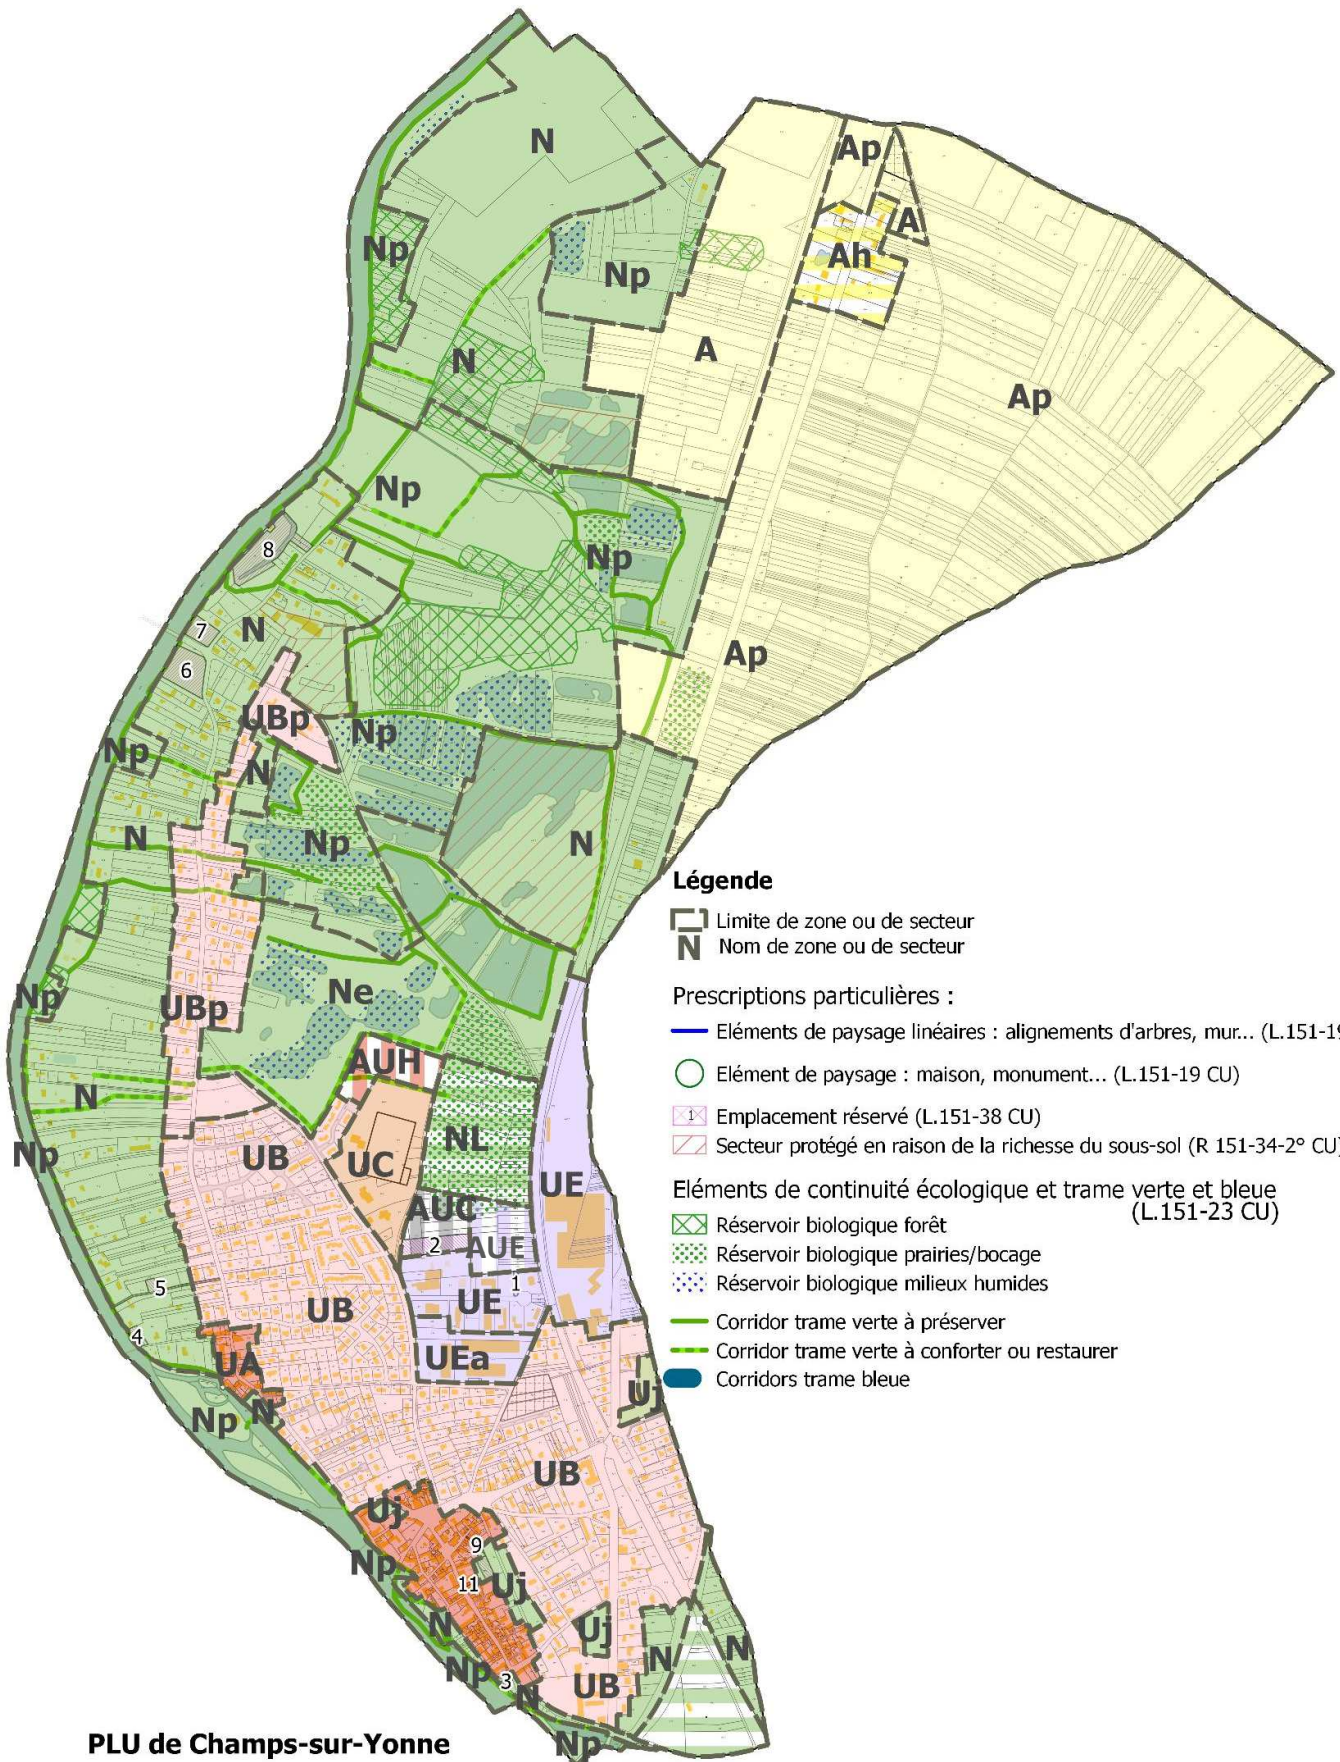 N
Ap
A
Np
Np
Ah
A
N
Ap
Np
8
Np
7
N
6
Ap
UBp
Np
Np
N
N
Np
N
Légende
Limite de zone ou de secteur
N Nom de zone ou de secteur
Ne
Np
UBp
Prescriptions particulières :
Eléments de paysage linéaires : alignements d'arbres, mur... (L.151-19
AUH
Elément de paysage : maison, monument... (L.151-19 CU)
N
1 Emplacement réservé (L.151-38 CU)
NL
Secteur protégé en raison de la richesse du sous-sol (R 151-34-2° CU)
Np
UB
UC
UE
Eléments de continuité écologique et trame verte et bleue
(L.151-23 CU)
AUC
Réservoir biologique forêt
2
AUE
Réservoir biologique prairies/bocage
1
Réservoir biologique milieux humides
5
UB
UE
Corridor trame verte à préserver
4
Corridor trame verte à conforter ou restaurer
UA
UEa
Corridors trame bleue
Uj
Np
N
UB
Uj
9
Np
11
Uj
N
Uj
N
N
Np
3
N
UB
Np
PLU de Champs-sur-Yonne